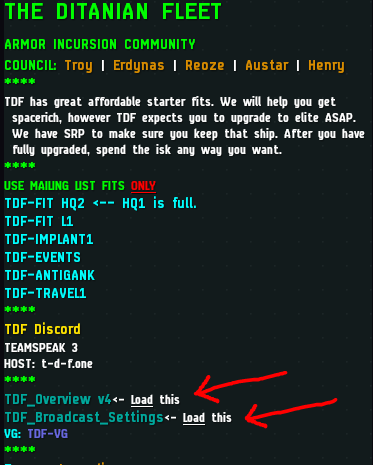 THE DITANIAN FLEET
ARMOR INCURSION COMMUNITY
COUNCIL: Troy | Erdynas | Reoze | Austar | Henry
****
TDF has great affordable starter fits. We will help you get
spacerich, however TDF expects you to upgrade to elite ASAP.
We have SRP to make sure you keep that ship. After you have
fully upgraded, spend the isk any way you want.
****
USE MAILING LIST FITS ONLY
TDF-FIT HQ2 <-- HQ1 is full.
TDF-FIT L1
TDF-IMPLANT1
TDF-EVENTS
TDF-ANTIGANK
TDF-TRAVEL1
****
TDF Discord
TEAMSPEAK 3
HOST: t-d-f.one
****
TDF_Overview v4<- Load this
TDF_Broadcast_Settings<- Load this
VG: TDF-VG
****